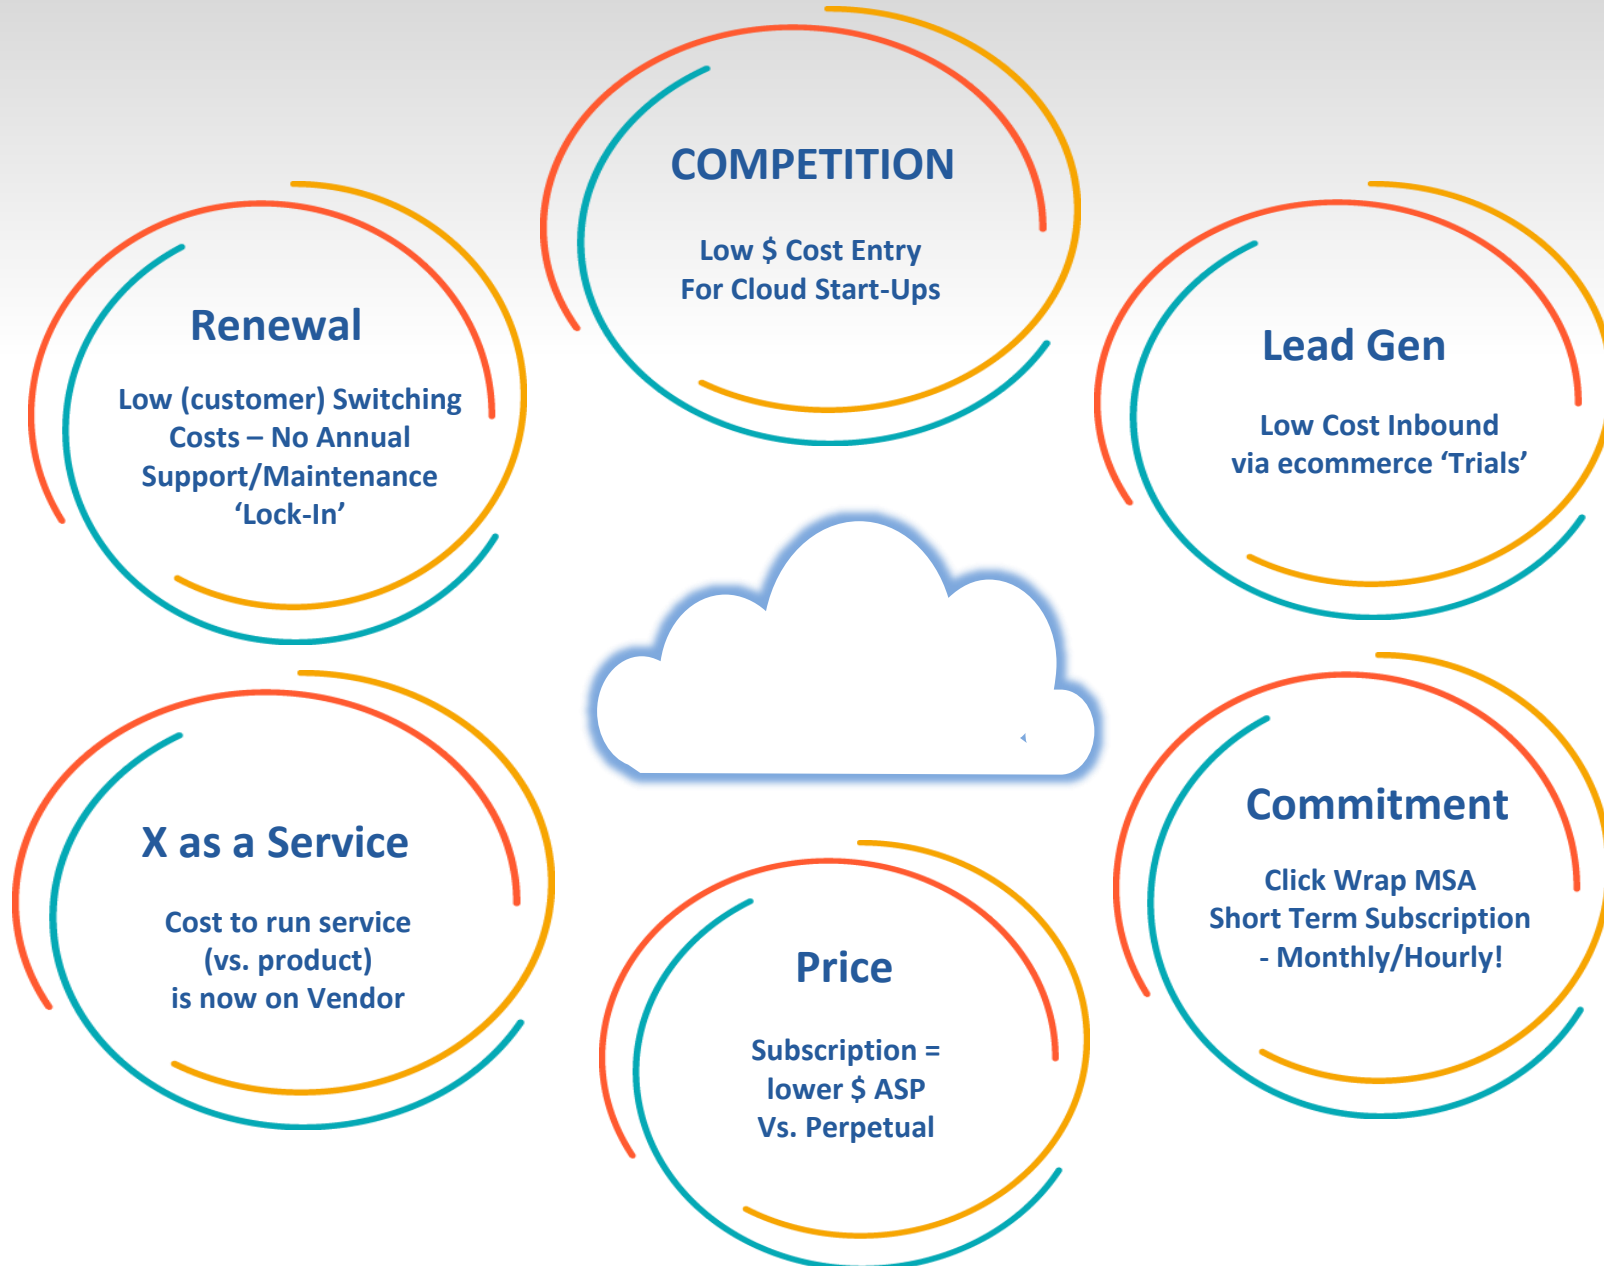 COMPETITION
Low $ Cost Entry
For Cloud Start-Ups
Renewal
Low (customer) Switching
Costs – No Annual
Support/Maintenance
‘Lock-In’
Lead Gen
Low Cost Inbound
via ecommerce ‘Trials’
X as a Service
Cost to run service
(vs. product)
is now on Vendor
Commitment
Click Wrap MSA
Short Term Subscription
- Monthly/Hourly!
Price
Subscription =
lower $ ASP
Vs. Perpetual